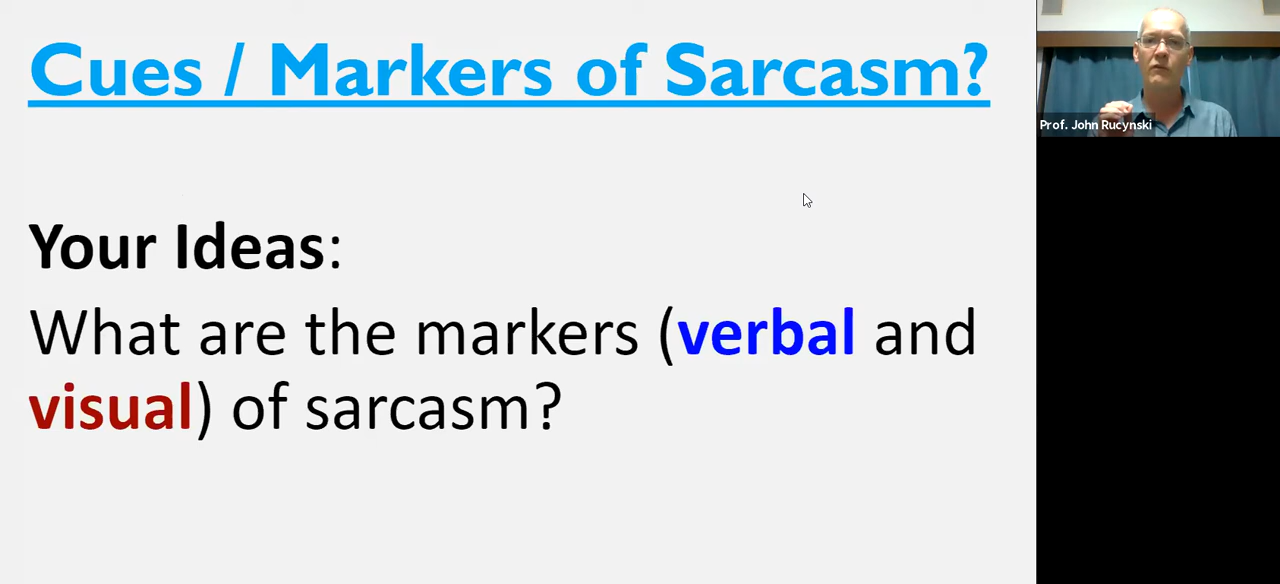 Cues / Markers of Sarcasm?
Prof. John Rucynski
Your Ideas:
What are the markers (verbal and
visual) of sarcasm?